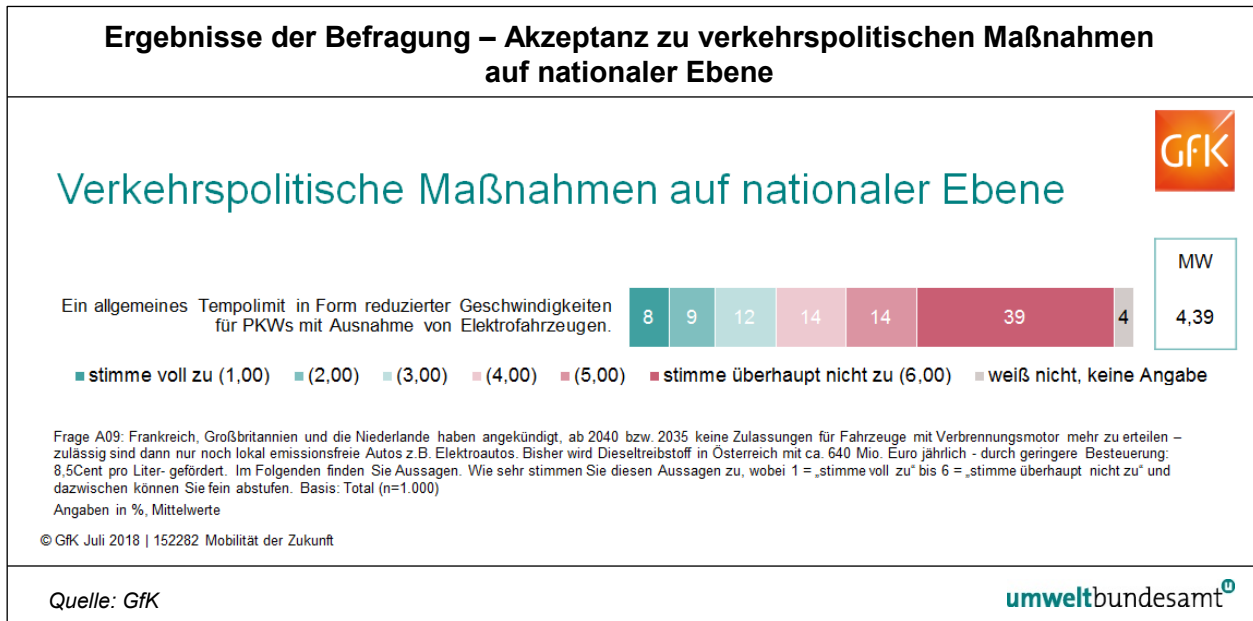 Ergebnisse der Befragung – Akzeptanz zu verkehrspolitischen Maßnahmen
auf nationaler Ebene
GfK
Verkehrspolitische Maßnahmen auf nationaler Ebene
MW
Ein allgemeines Tempolimit in Form reduzierter Geschwindigkeiten
für PKWs mit Ausnahme von Elektrofahrzeugen.
8 9 12 14 14 39 4
4,39
stimme voll zu (1,00) (2,00) (3,00) (4,00) (5,00) stimme überhaupt nicht zu (6,00) weiß nicht, keine Angabe
Frage A09: Frankreich, Großbritannien und die Niederlande haben angekündigt, ab 2040 bzw. 2035 keine Zulassungen für Fahrzeuge mit Verbrennungsmotor mehr zu erteilen –
zulässig sind dann nur noch lokal emissionsfreie Autos z.B. Elektroautos. Bisher wird Dieseltreibstoff in Österreich mit ca. 640 Mio. Euro jährlich - durch geringere Besteuerung:
8,5Cent pro Liter- gefördert. Im Folgenden finden Sie Aussagen. Wie sehr stimmen Sie diesen Aussagen zu, wobei 1 = „stimme voll zu“ bis 6 = „stimme überhaupt nicht zu“ und
dazwischen können Sie fein abstufen. Basis: Total (n=1.000)
Angaben in %, Mittelwerte
© GfK Juli 2018 | 152282 Mobilität der Zukunft
Quelle: GfK
umweltbundesamt u